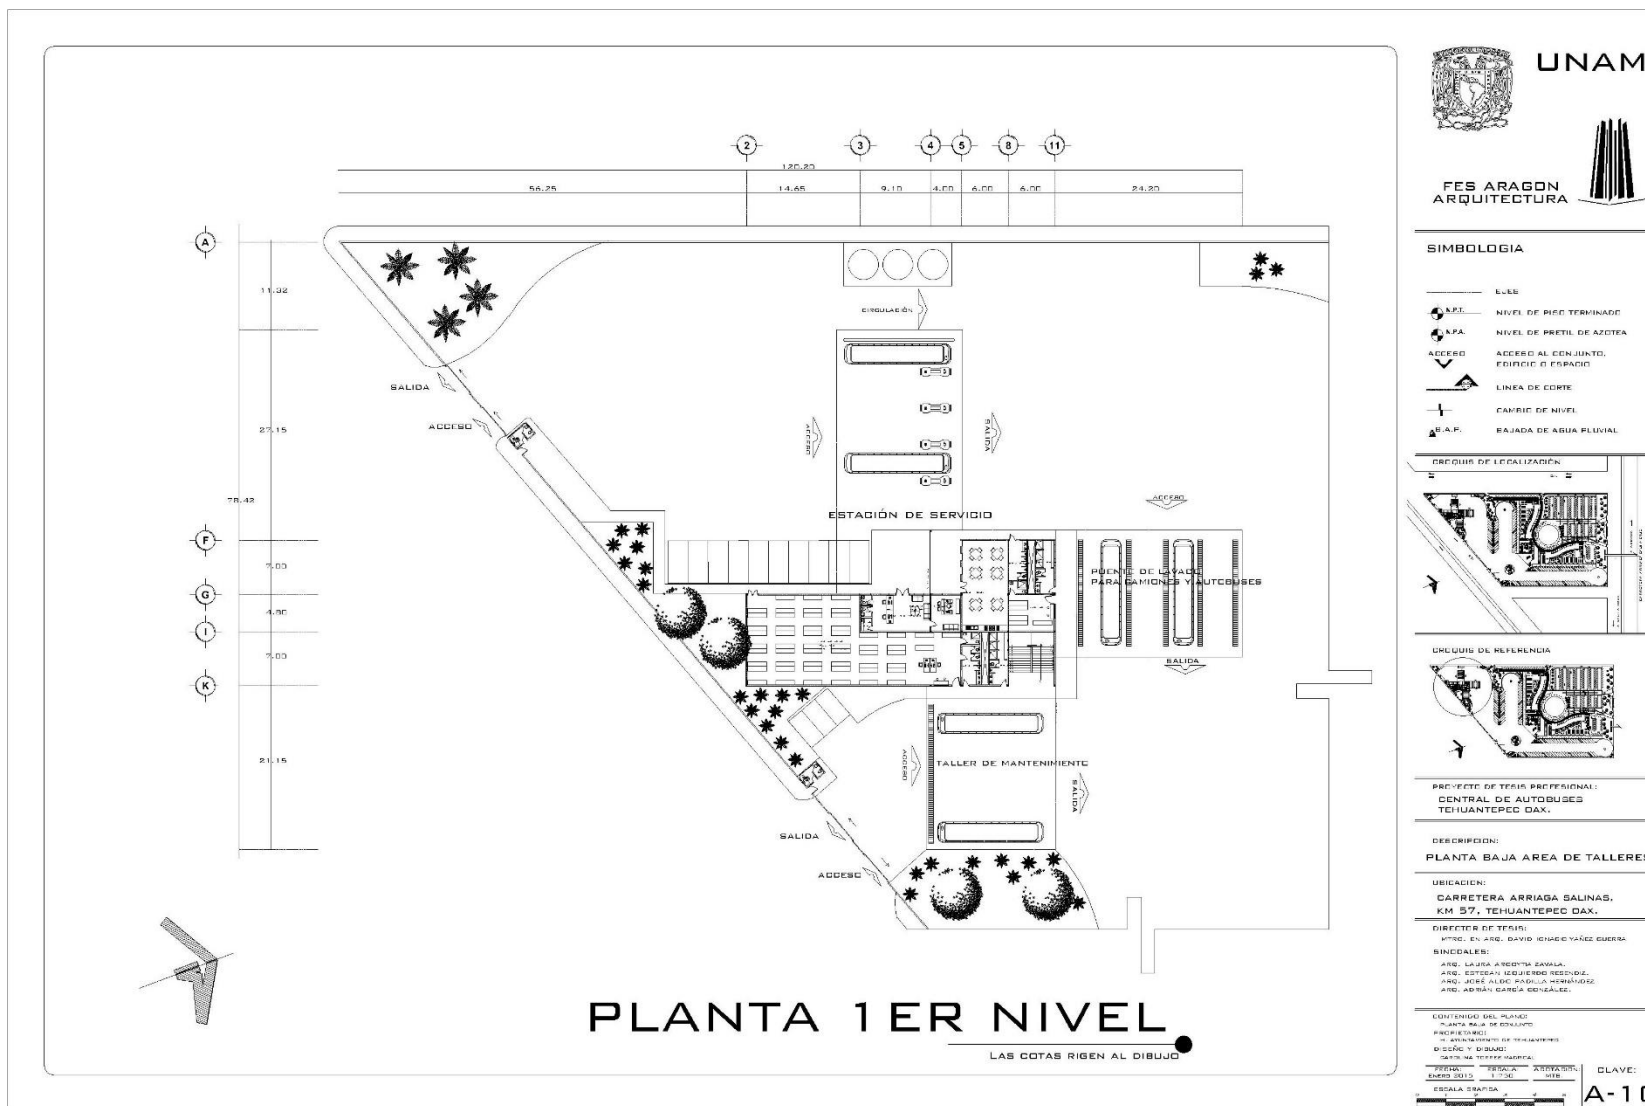 UNAM
FES ARAGON
ARQUITECTURA
SIMBOLOGIA
EJES
N.P.T. NIVEL DE PISO TERMINADO
N.P.A. NIVEL DE PRETIL DE AZOTEA
ACCESO ACCESO AL CONJUNTO,
EDIFICIO O ESPACIO
LINEA DE CORTE
CAMBIO DE NIVEL
B.A.P. BAJADA DE AGUA PLUVIAL
CROQUIS DE LOCALIZACIÓN
CROQUIS DE REFERENCIA
PROYECTO DE TESIS PROFESIONAL:
CENTRAL DE AUTOBUSES
TEHUANTEPEC OAX.
DESCRIPCION:
PLANTA BAJA AREA DE TALLERES
UBICACION:
CARRETERA ARRIAGA SALINAS,
KM 57, TEHUANTEPEC OAX.
DIRECTOR DE TESIS:
MTRO. EN ARQ. DAVID IGNACIO YAÑEZ GUERRA
SINODALES:
ARQ. LAURA ARGOYTIA ZAVALA.
ARQ. ESTEBAN IZQUIERDO RESENDIZ.
ARQ. JOSÉ ALDO PADILLA HERNÁNDEZ
ARQ. ADRIÁN GARCÍA GONZÁLEZ.
CONTENIDO DEL PLANO:
PLANTA BAJA DE CONJUNTO
PROPIETARIO:
H. AYUNTAMIENTO DE TEHUANTEPEC
DISEÑO Y DIBUJO:
CAROLINA TORRES MADRIGAL
FECHA: ESCALA: ACOTACION: CLAVE:
ENERO 2015 1:750 MTS.
ESCALA GRAFICA
A-10
2 3 4 5 8 11
120.20
56.25 14.65 9.10 4.00 6.00 6.00 24.20
A
11.32
27.15
78.42
F
7.00
G
4.80
I
7.00
K
21.15
CIRCULACIÓN
SALIDA
ACCESO
ACCESO
SALIDA
ESTACIÓN DE SERVICIO
ACCESO
PUENTE DE LAVADO
PARA CAMIONES Y AUTOBUSES
SALIDA
ACCESO
TALLER DE MANTENIMIENTO
SALIDA
SALIDA
ACCESO
PLANTA 1ER NIVEL
LAS COTAS RIGEN AL DIBUJO